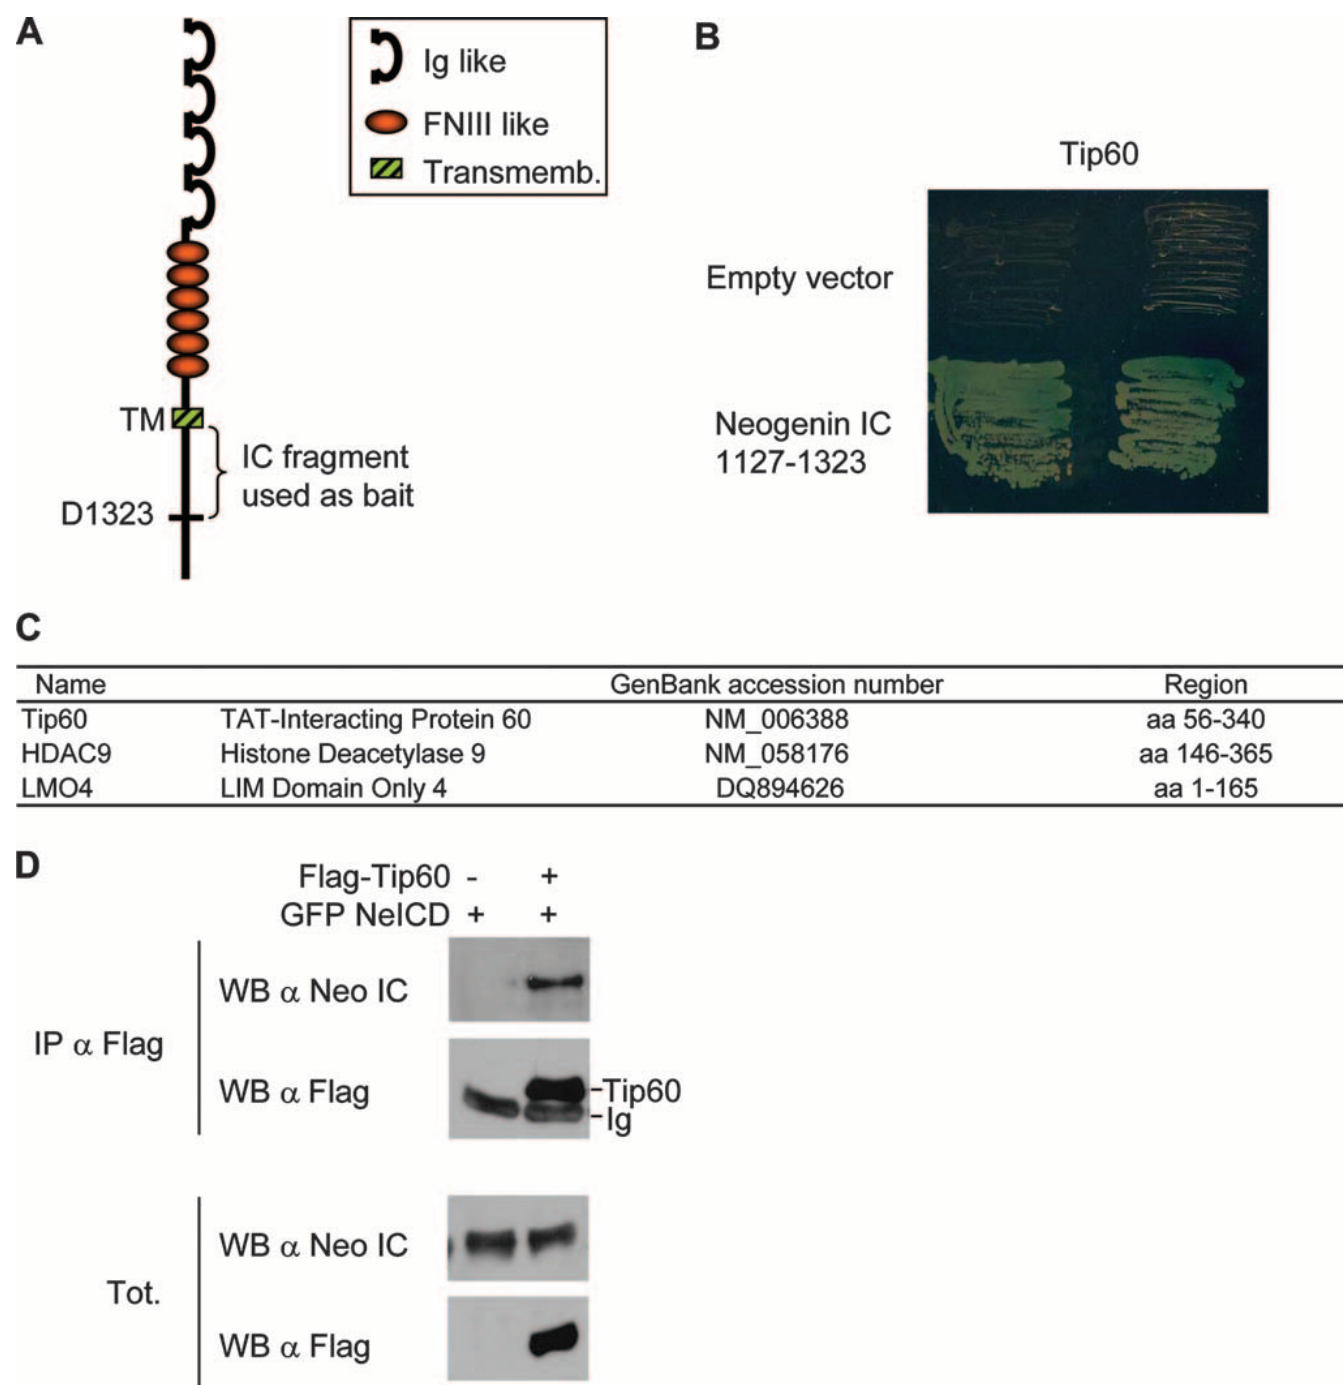 A
Ig like
FNIII like
Transmemb.
TM
IC fragment
used as bait
D1323
B
Tip60
Empty vector
Neogenin IC
1127-1323
C
Name GenBank accession number Region
Tip60 TAT-Interacting Protein 60 NM_006388 aa 56-340
HDAC9 Histone Deacetylase 9 NM_058176 aa 146-365
LMO4 LIM Domain Only 4 DQ894626 aa 1-165
D
Flag-Tip60 - +
GFP NeICD + +
IP α Flag
WB α Neo IC
WB α Flag
-Tip60
-Ig
Tot.
WB α Neo IC
WB α Flag